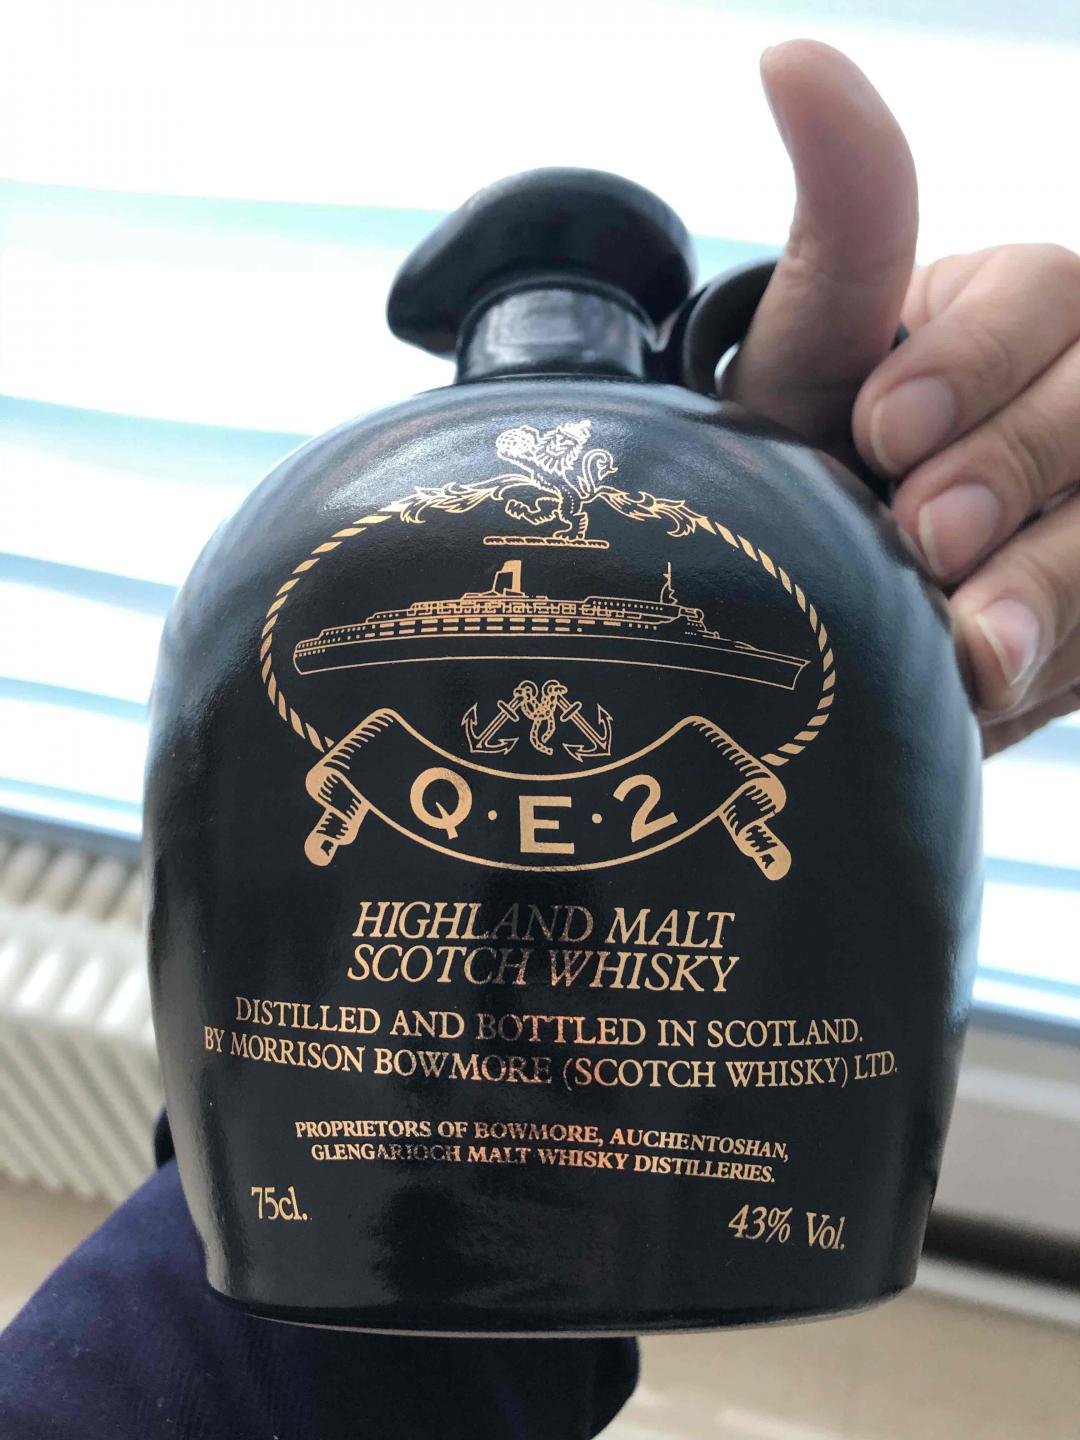 Q·E·2
HIGHLAND MALT
SCOTCH WHISKY
DISTILLED AND BOTTLED IN SCOTLAND.
BY MORRISON BOWMORE (SCOTCH WHISKY) LTD.
PROPRIETORS OF BOWMORE, AUCHENTOSHAN,
GLENGARIOCH MALT WHISKY DISTILLERIES.
75cl. 43% Vol.